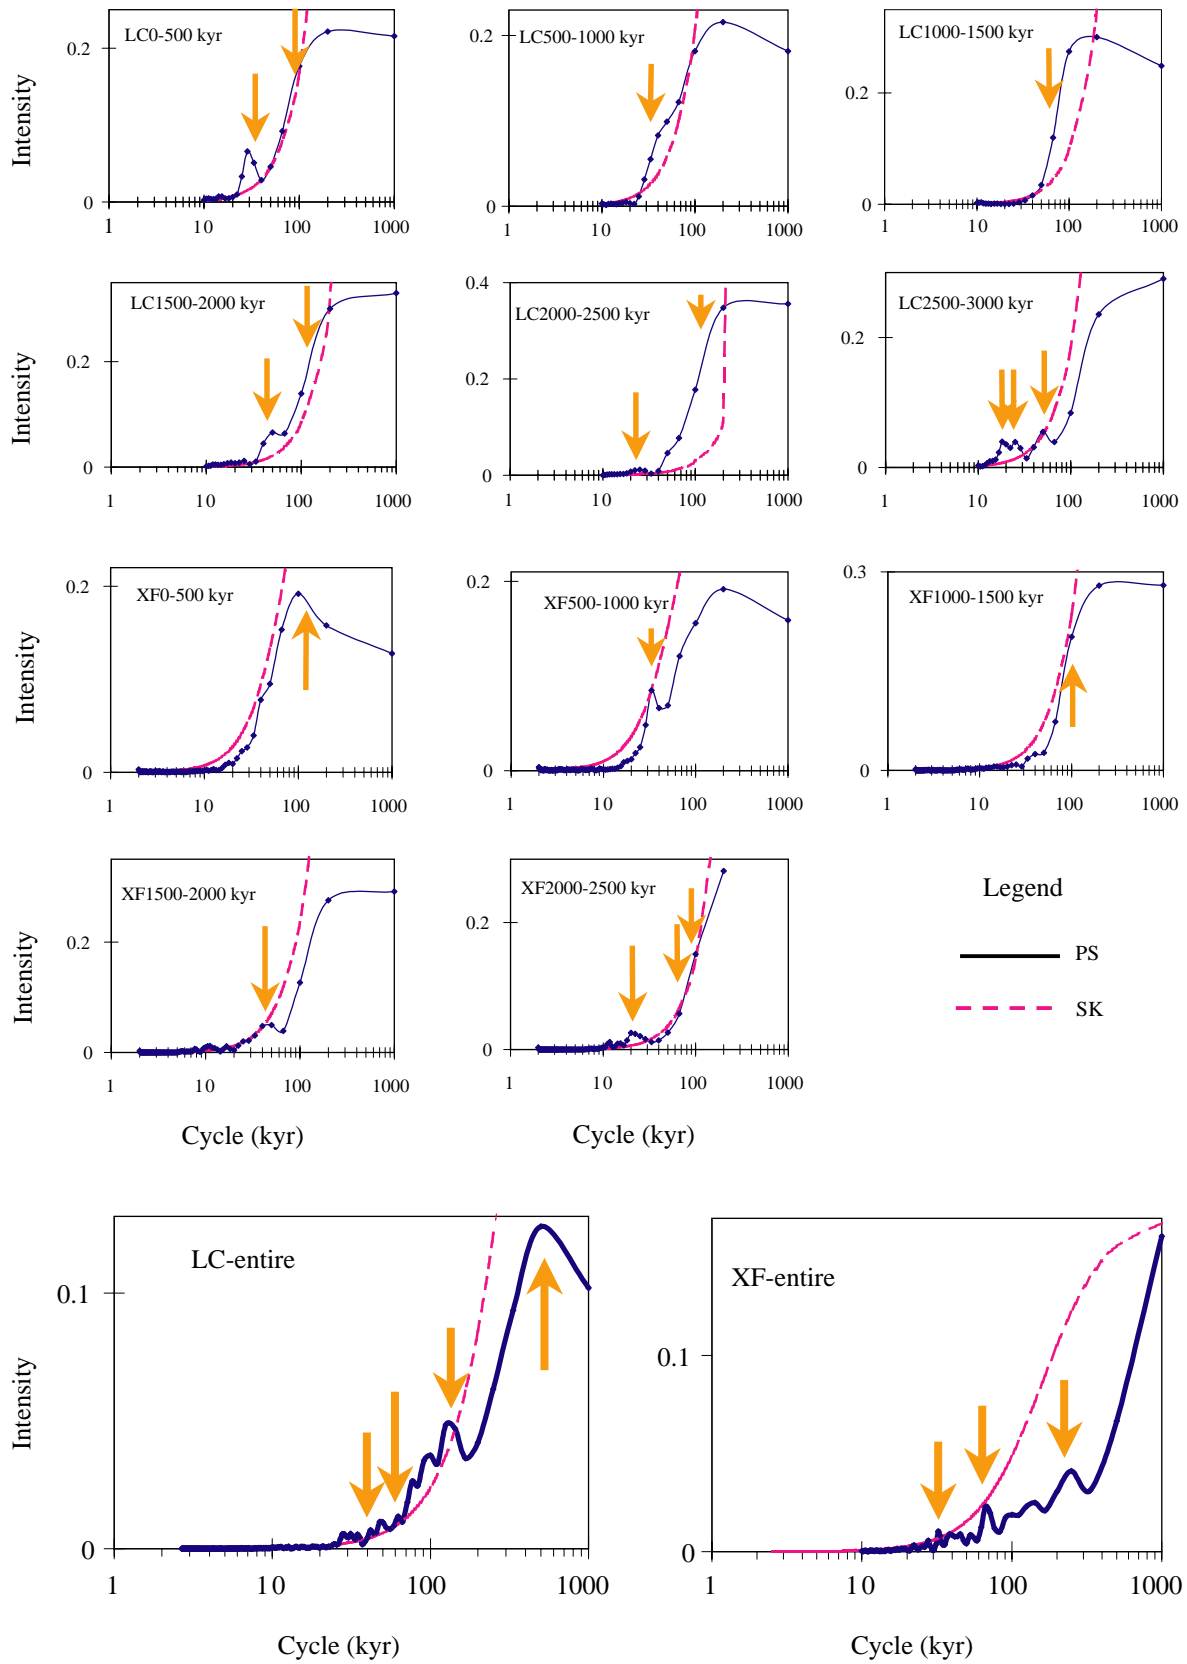 LC0-500 kyr
LC500-1000 kyr
LC1000-1500 kyr
Intensity
0.2
0
1 10 100 1000
0.2
0
1 10 100 1000
0.2
0
1 10 100 1000
LC1500-2000 kyr
LC2000-2500 kyr
LC2500-3000 kyr
Intensity
0.2
0
1 10 100 1000
0.4
0.2
0
1 10 100 1000
0.2
0
1 10 100 1000
XF0-500 kyr
XF500-1000 kyr
XF1000-1500 kyr
Intensity
0.2
0
1 10 100 1000
0.2
0
1 10 100 1000
0.3
0
1 10 100 1000
XF1500-2000 kyr
XF2000-2500 kyr
Intensity
0.2
0
1 10 100 1000
0.2
0
1 10 100 1000
Legend
PS
SK
Cycle (kyr)
Cycle (kyr)
LC-entire
Intensity
0.1
0
1 10 100 1000
Cycle (kyr)
XF-entire
0.1
0
1 10 100 1000
Cycle (kyr)